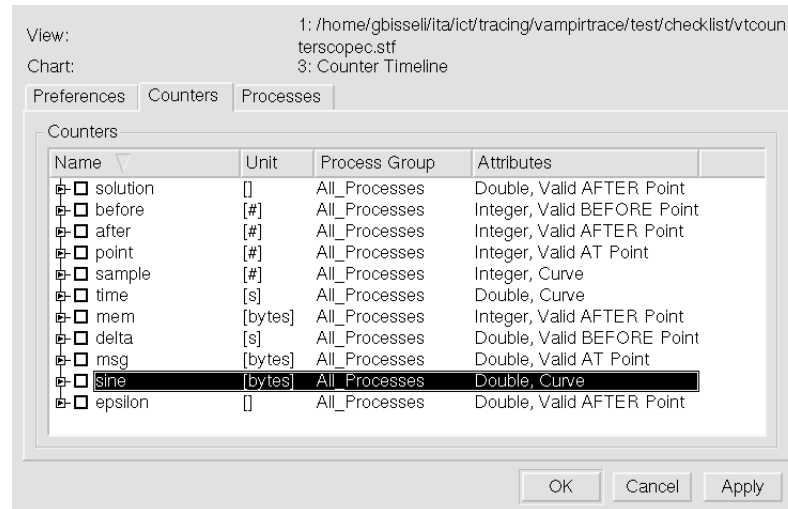 View: 1: /home/gbisseli/ita/ict/tracing/vampirtrace/test/checklist/vtcoun
terscopec.stf
Chart: 3: Counter Timeline
Preferences Counters Processes
Counters
Name Unit Process Group Attributes
solution [] All_Processes Double, Valid AFTER Point
before [#] All_Processes Integer, Valid BEFORE Point
after [#] All_Processes Integer, Valid AFTER Point
point [#] All_Processes Integer, Valid AT Point
sample [#] All_Processes Integer, Curve
time [s] All_Processes Double, Curve
mem [bytes] All_Processes Integer, Valid AFTER Point
delta [s] All_Processes Double, Valid BEFORE Point
msg [bytes] All_Processes Double, Valid AT Point
sine [bytes] All_Processes Double, Curve
epsilon [] All_Processes Double, Valid AFTER Point
OK Cancel Apply